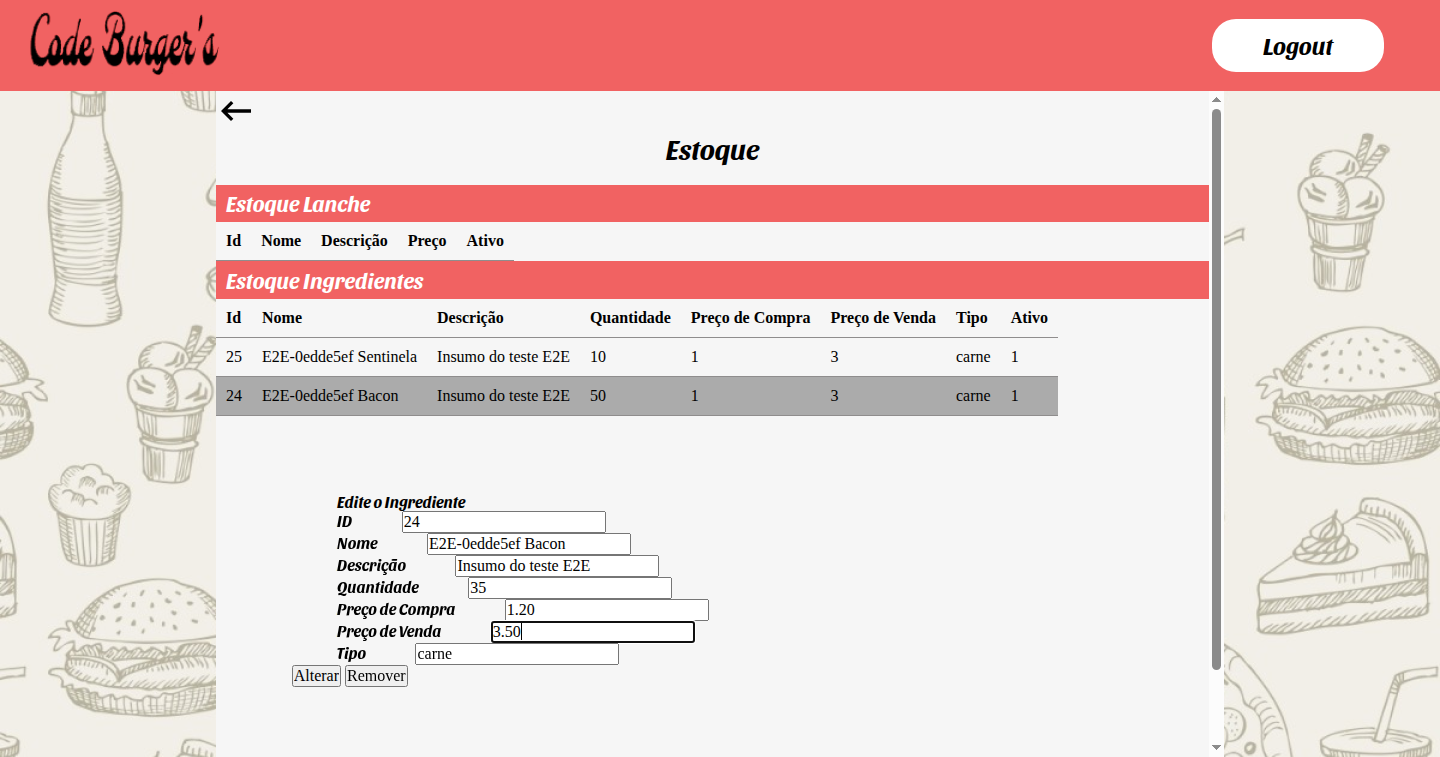 Code Burger's
Logout
Estoque
Estoque Lanche
Id Nome Descrição Preço Ativo
Estoque Ingredientes
Id Nome Descrição Quantidade Preço de Compra Preço de Venda Tipo Ativo
25 E2E-0edde5ef Sentinela Insumo do teste E2E 10 1 3 carne 1
24 E2E-0edde5ef Bacon Insumo do teste E2E 50 1 3 carne 1
Edite o Ingrediente
ID 24
Nome E2E-0edde5ef Bacon
Descrição Insumo do teste E2E
Quantidade 35
Preço de Compra 1.20
Preço de Venda 3.50
Tipo carne
Alterar Remover